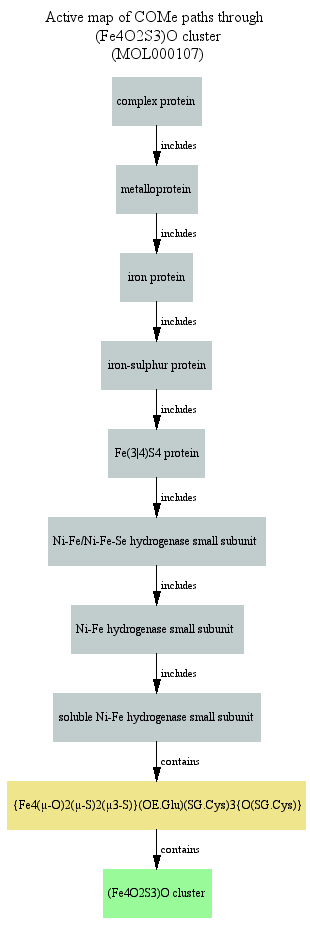 Active map of COMe paths through
(Fe4O2S3)O cluster
(MOL000107)
complex protein
includes
metalloprotein
includes
iron protein
includes
iron-sulphur protein
includes
Fe(3|4)S4 protein
includes
Ni-Fe/Ni-Fe-Se hydrogenase small subunit
includes
Ni-Fe hydrogenase small subunit
includes
soluble Ni-Fe hydrogenase small subunit
contains
{Fe4(μ-O)2(μ-S)2(μ3-S)}(OE.Glu)(SG.Cys)3{O(SG.Cys)}
contains
(Fe4O2S3)O cluster